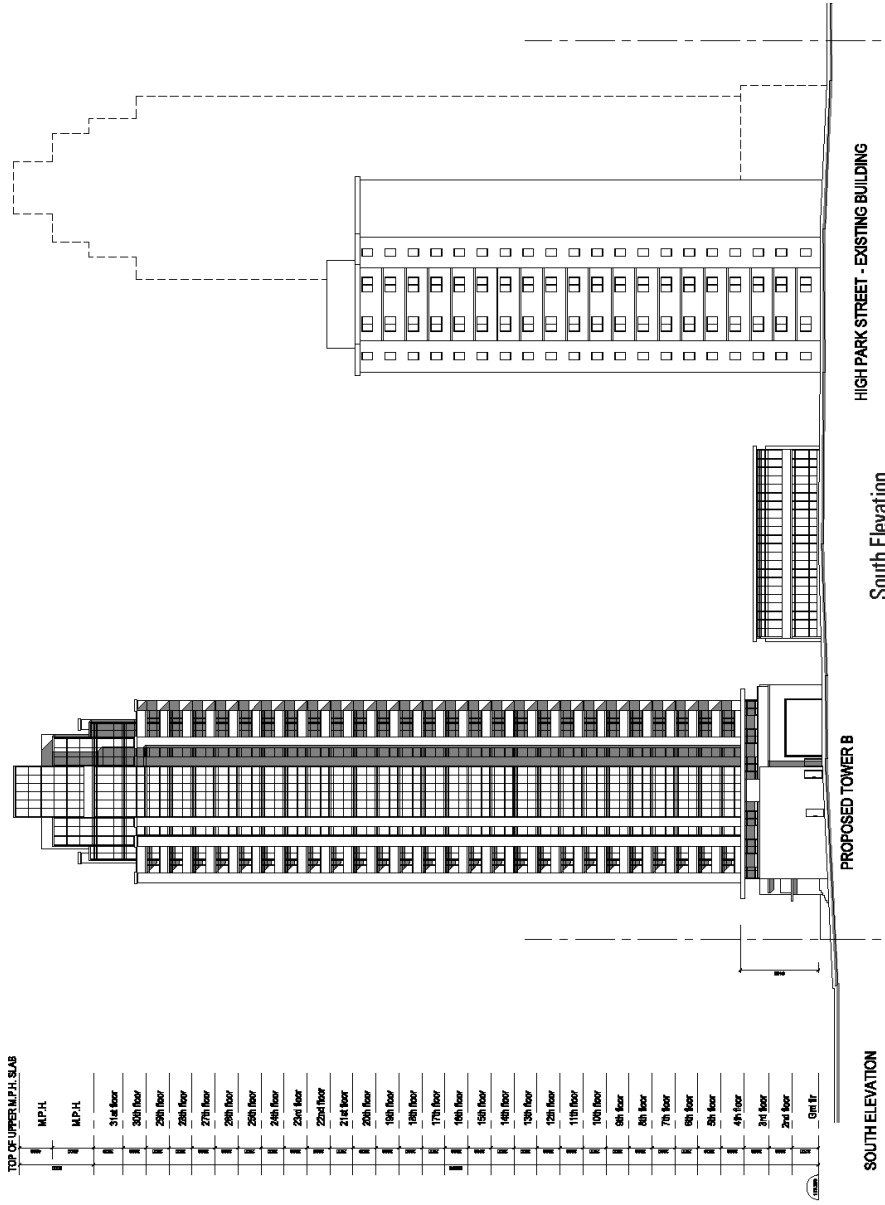 TOP OF UPPER M.P.H. SLAB
M.P.H.
M.P.H.
31st floor
30th floor
29th floor
28th floor
27th floor
26th floor
25th floor
24th floor
23rd floor
22nd floor
21st floor
20th floor
19th floor
18th floor
17th floor
16th floor
15th floor
14th floor
13th floor
12th floor
11th floor
10th floor
9th floor
8th floor
7th floor
6th floor
5th floor
4th floor
3rd floor
2nd floor
Grnd flr
SOUTH ELEVATION
PROPOSED TOWER B
HIGH PARK STREET - EXISTING BUILDING
South Elevation